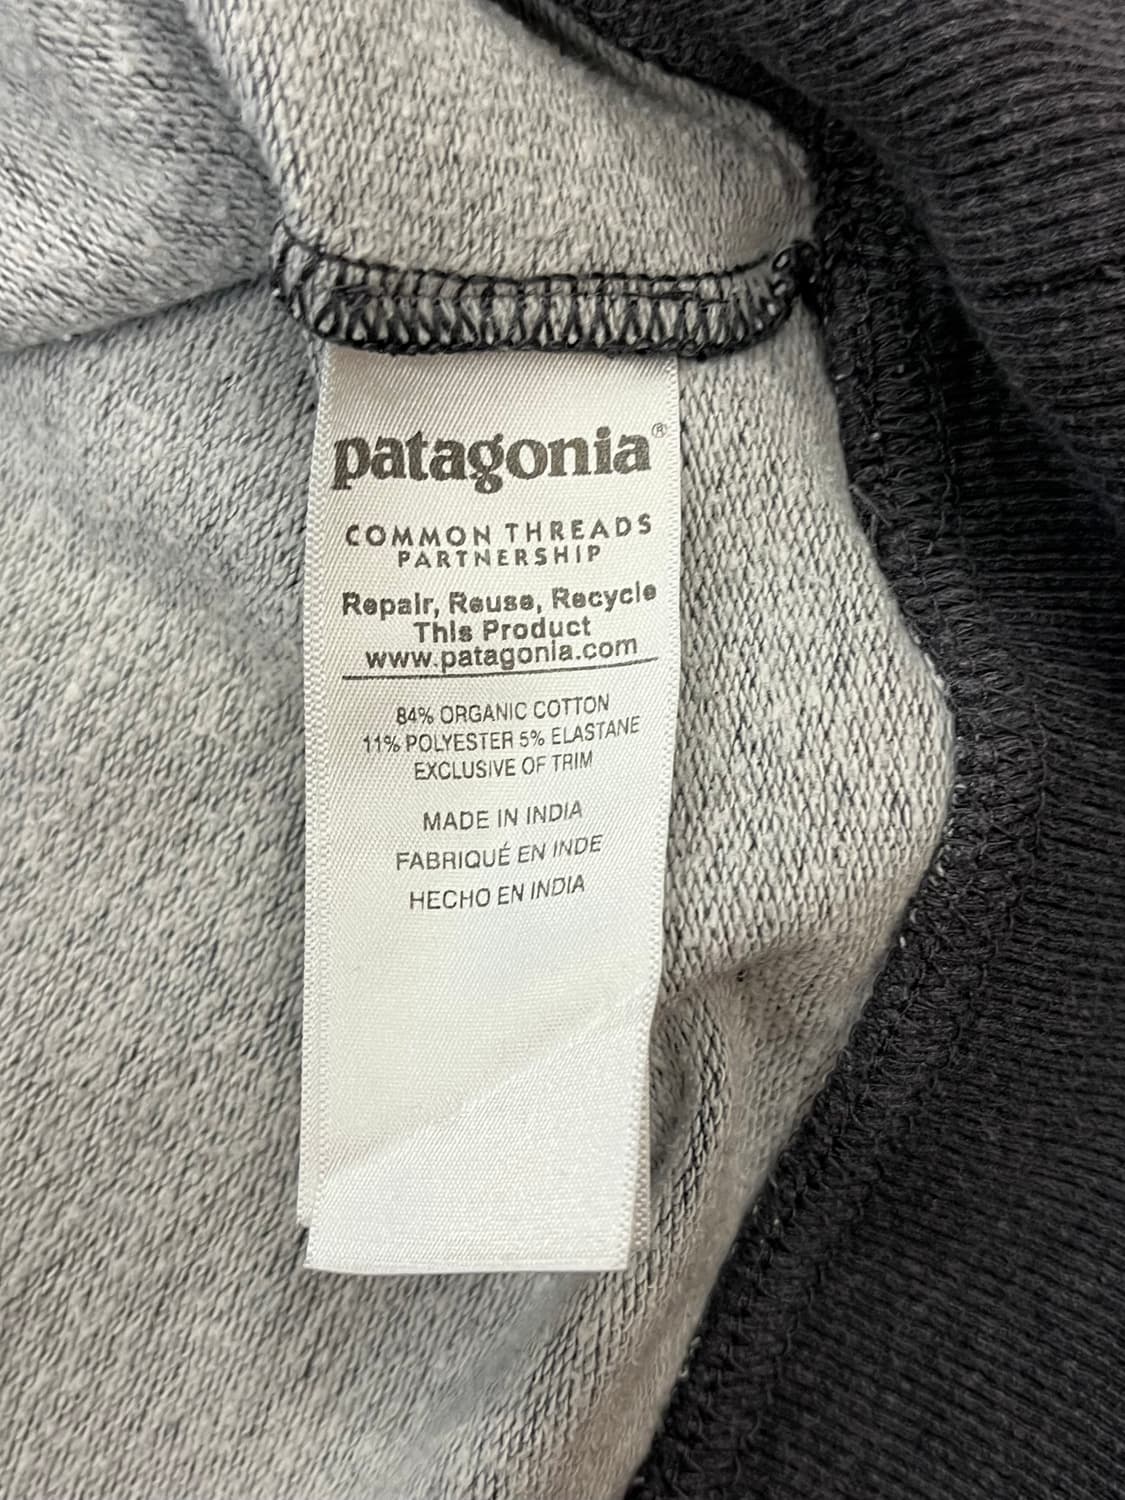 patagonia®
COMMON THREADS
PARTNERSHIP
Repair, Reuse, Recycle
This Product
www.patagonia.com
84% ORGANIC COTTON
11% POLYESTER 5% ELASTANE
EXCLUSIVE OF TRIM
MADE IN INDIA
FABRIQUÉ EN INDE
HECHO EN INDIA